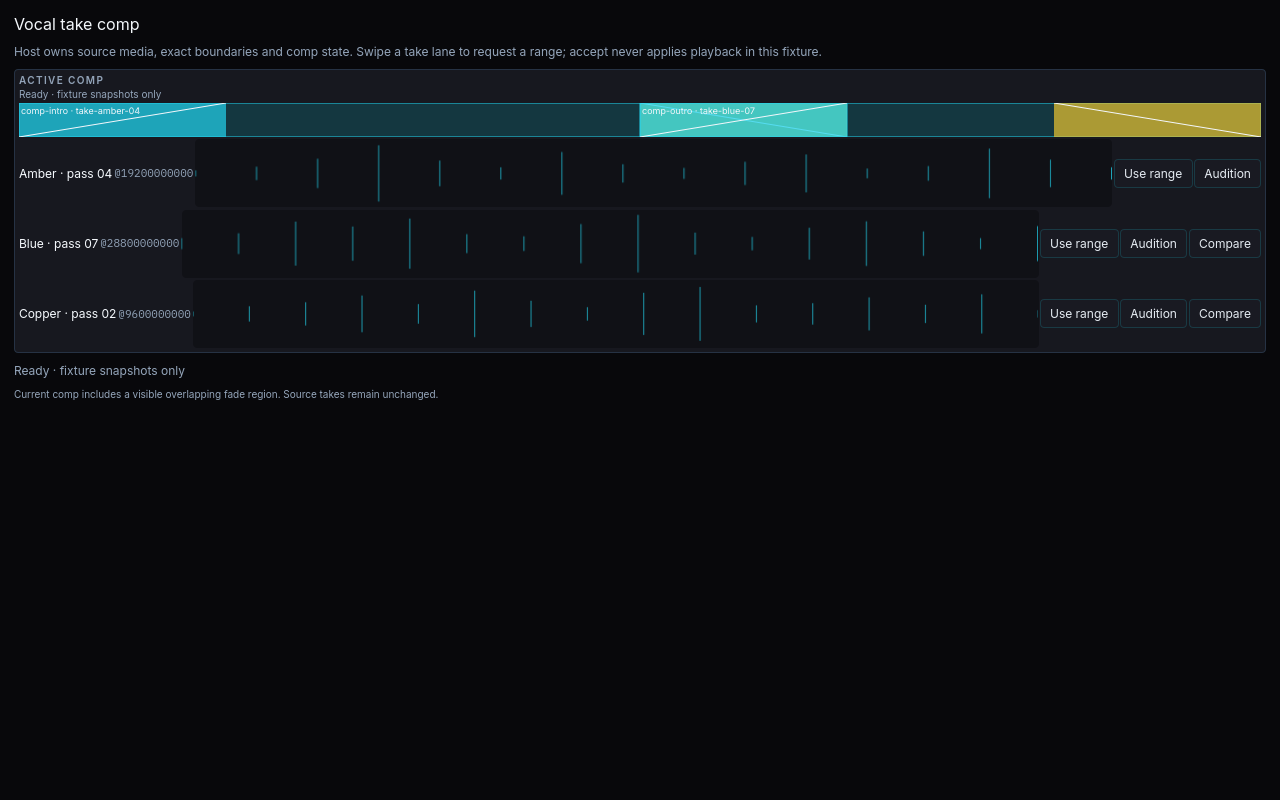 Vocal take comp
Host owns source media, exact boundaries and comp state. Swipe a take lane to request a range; accept never applies playback in this fixture.
ACTIVE COMP
Ready · fixture snapshots only
comp-intro · take-amber-04 comp-outro · take-blue-07
Amber · pass 04 @19200000000 Use range Audition
Blue · pass 07 @28800000000 Use range Audition Compare
Copper · pass 02 @9600000000 Use range Audition Compare
Ready · fixture snapshots only
Current comp includes a visible overlapping fade region. Source takes remain unchanged.